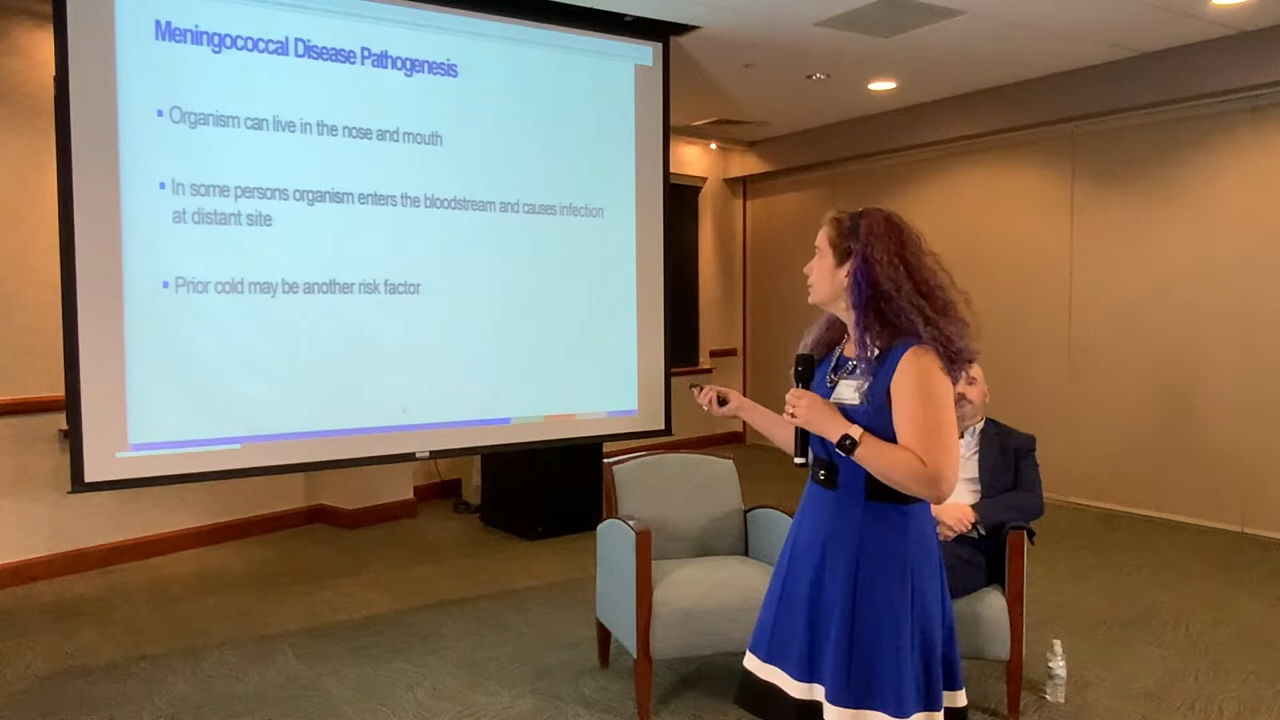 Meningococcal Disease Pathogenesis
Organism can live in the nose and mouth
In some persons organism enters the bloodstream and causes infection
at distant site
Prior cold may be another risk factor